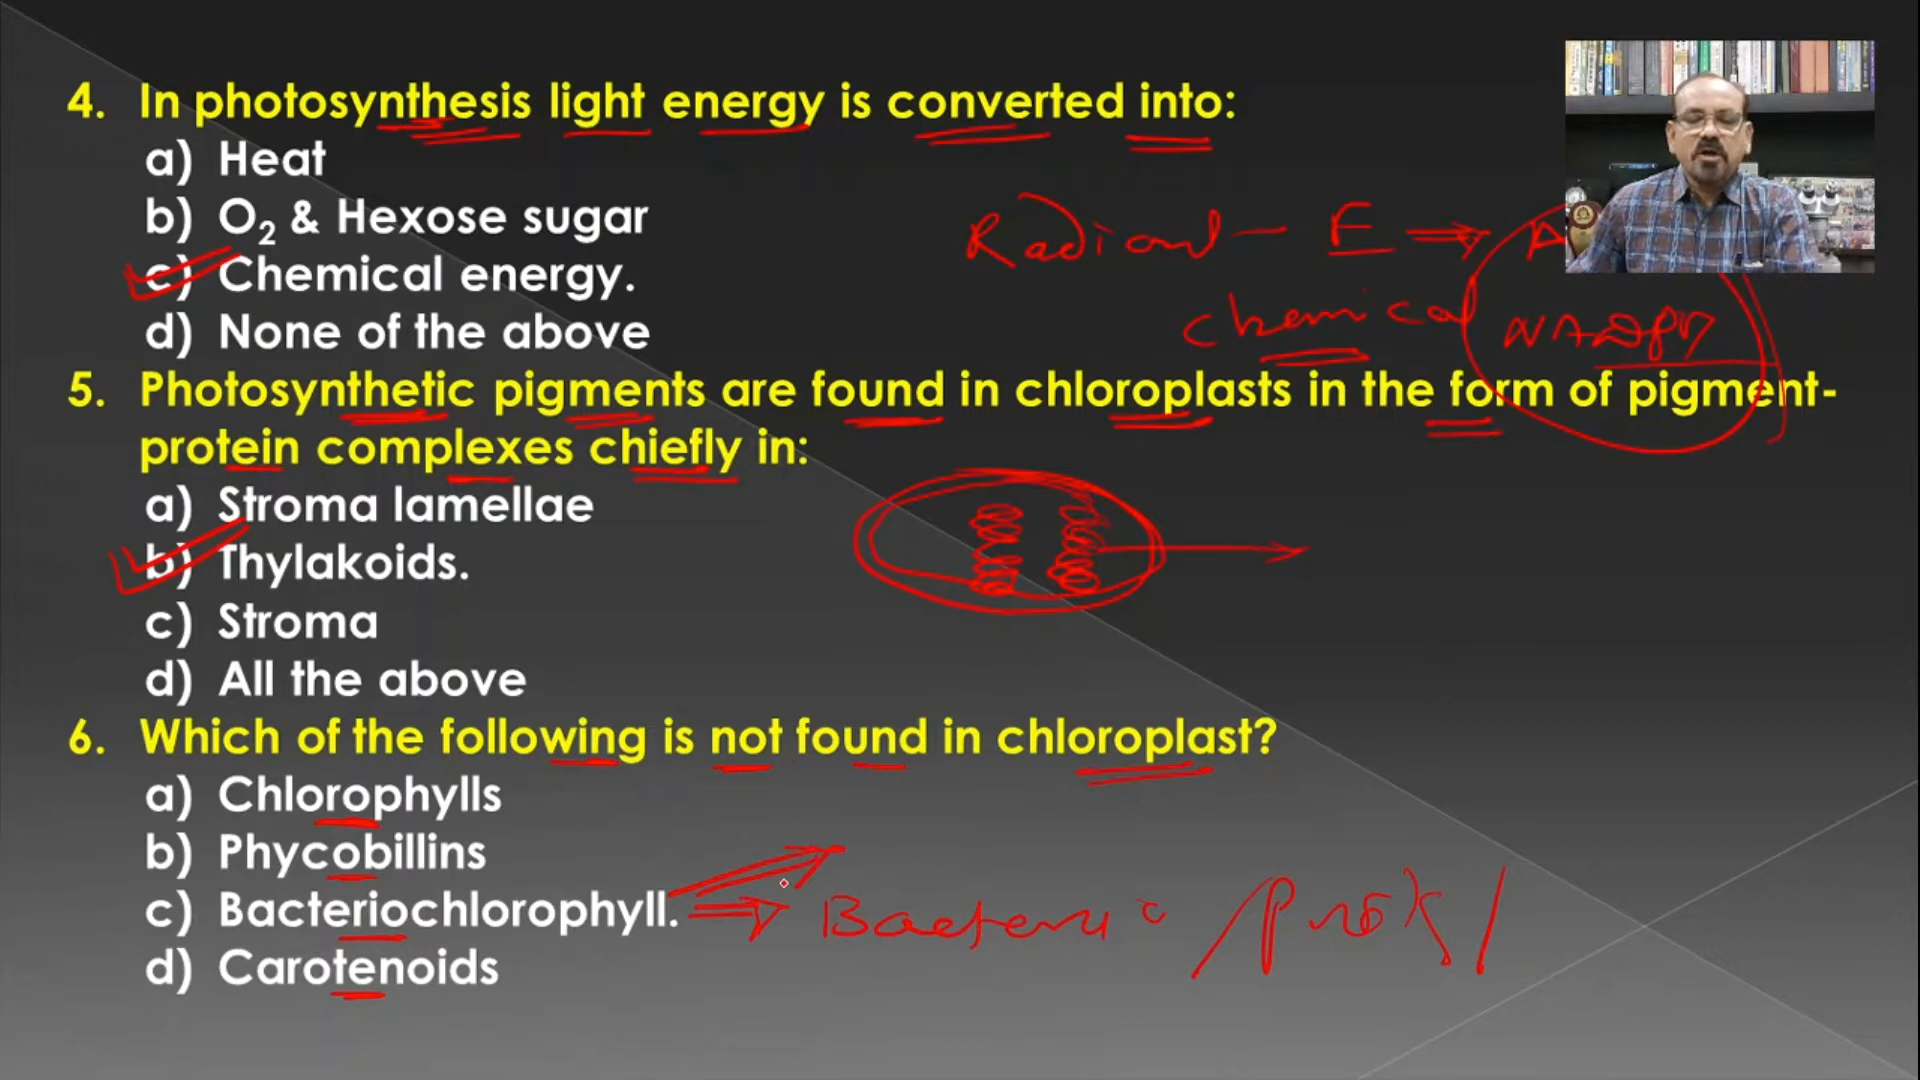 4. In photosynthesis light energy is converted into:
a) Heat
b) O₂ & Hexose sugar
c) Chemical energy.
d) None of the above
Radiant - E ⇒ A
chemical NADPH
5. Photosynthetic pigments are found in chloroplasts in the form of pigment-
protein complexes chiefly in:
a) Stroma lamellae
b) Thylakoids.
c) Stroma
d) All the above
6. Which of the following is not found in chloroplast?
a) Chlorophylls
b) Phycobillins
c) Bacteriochlorophyll. ⇒ Bacteria / prok /
d) Carotenoids